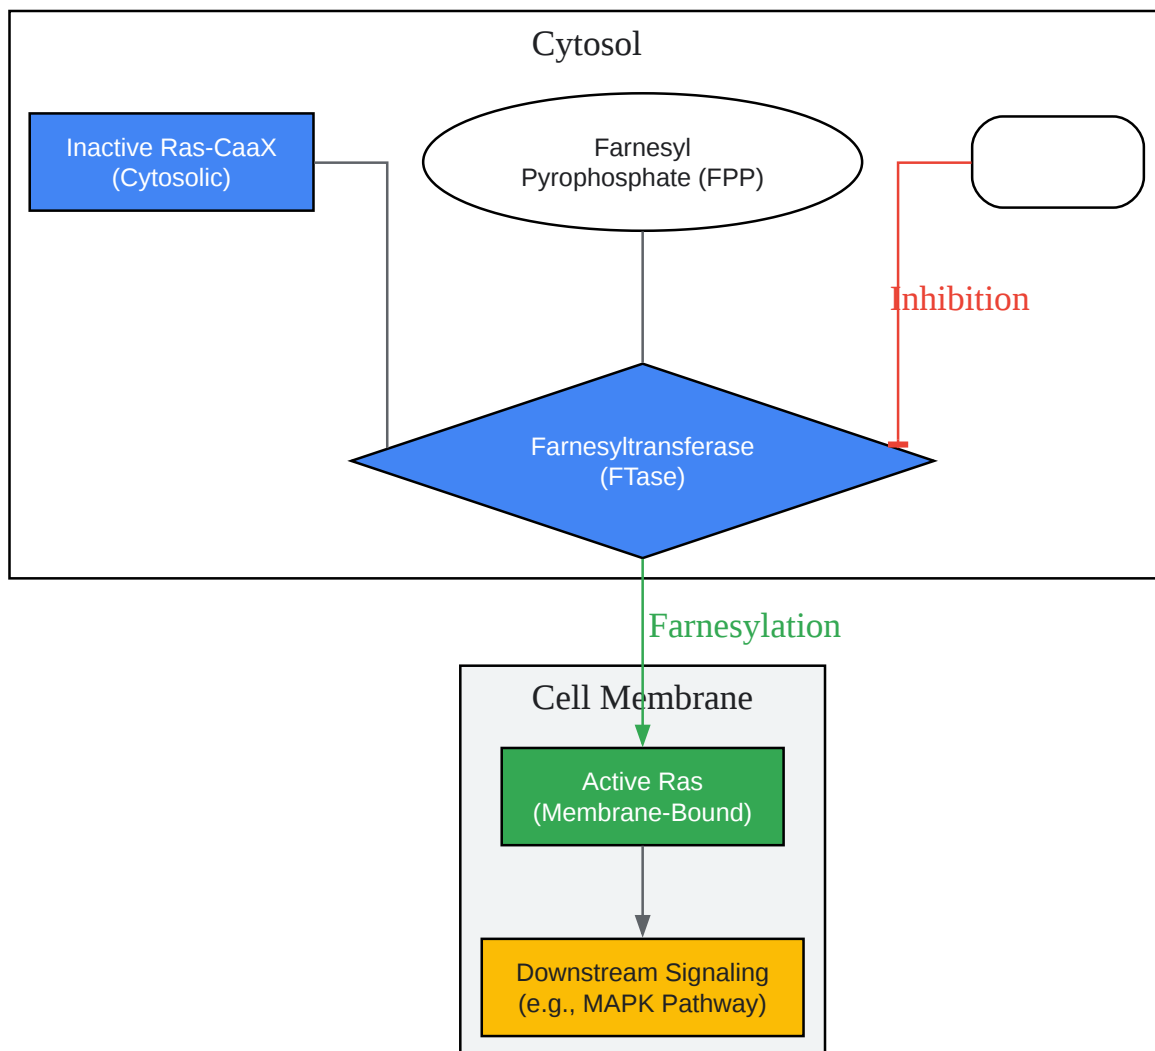 Cytosol
Inactive Ras-CaaX
(Cytosolic)
Farnesyl
Pyrophosphate (FPP)
Inhibition
Farnesyltransferase
(FTase)
Farnesylation
Cell Membrane
Active Ras
(Membrane-Bound)
Downstream Signaling
(e.g., MAPK Pathway)